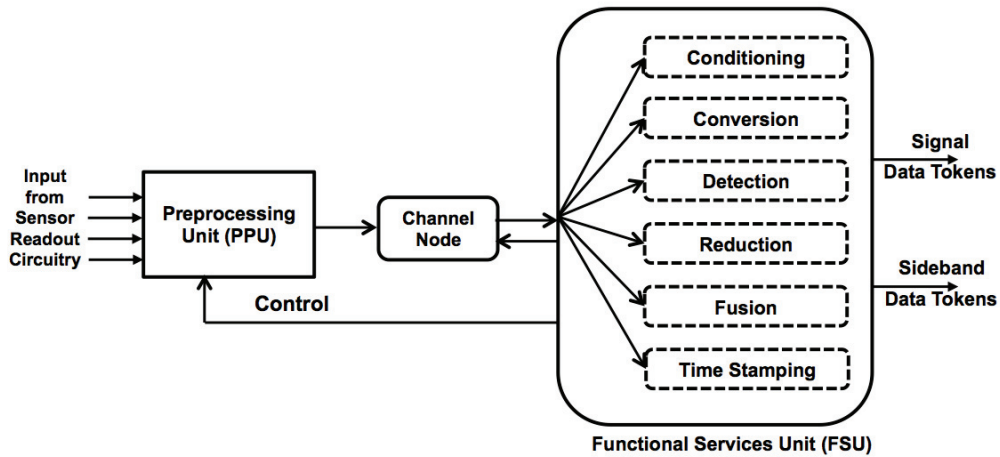 Input
from
Sensor
Readout
Circuitry
Preprocessing
Unit (PPU)
Channel
Node
Control
Conditioning
Conversion
Detection
Reduction
Fusion
Time Stamping
Signal
Data Tokens
Sideband
Data Tokens
Functional Services Unit (FSU)